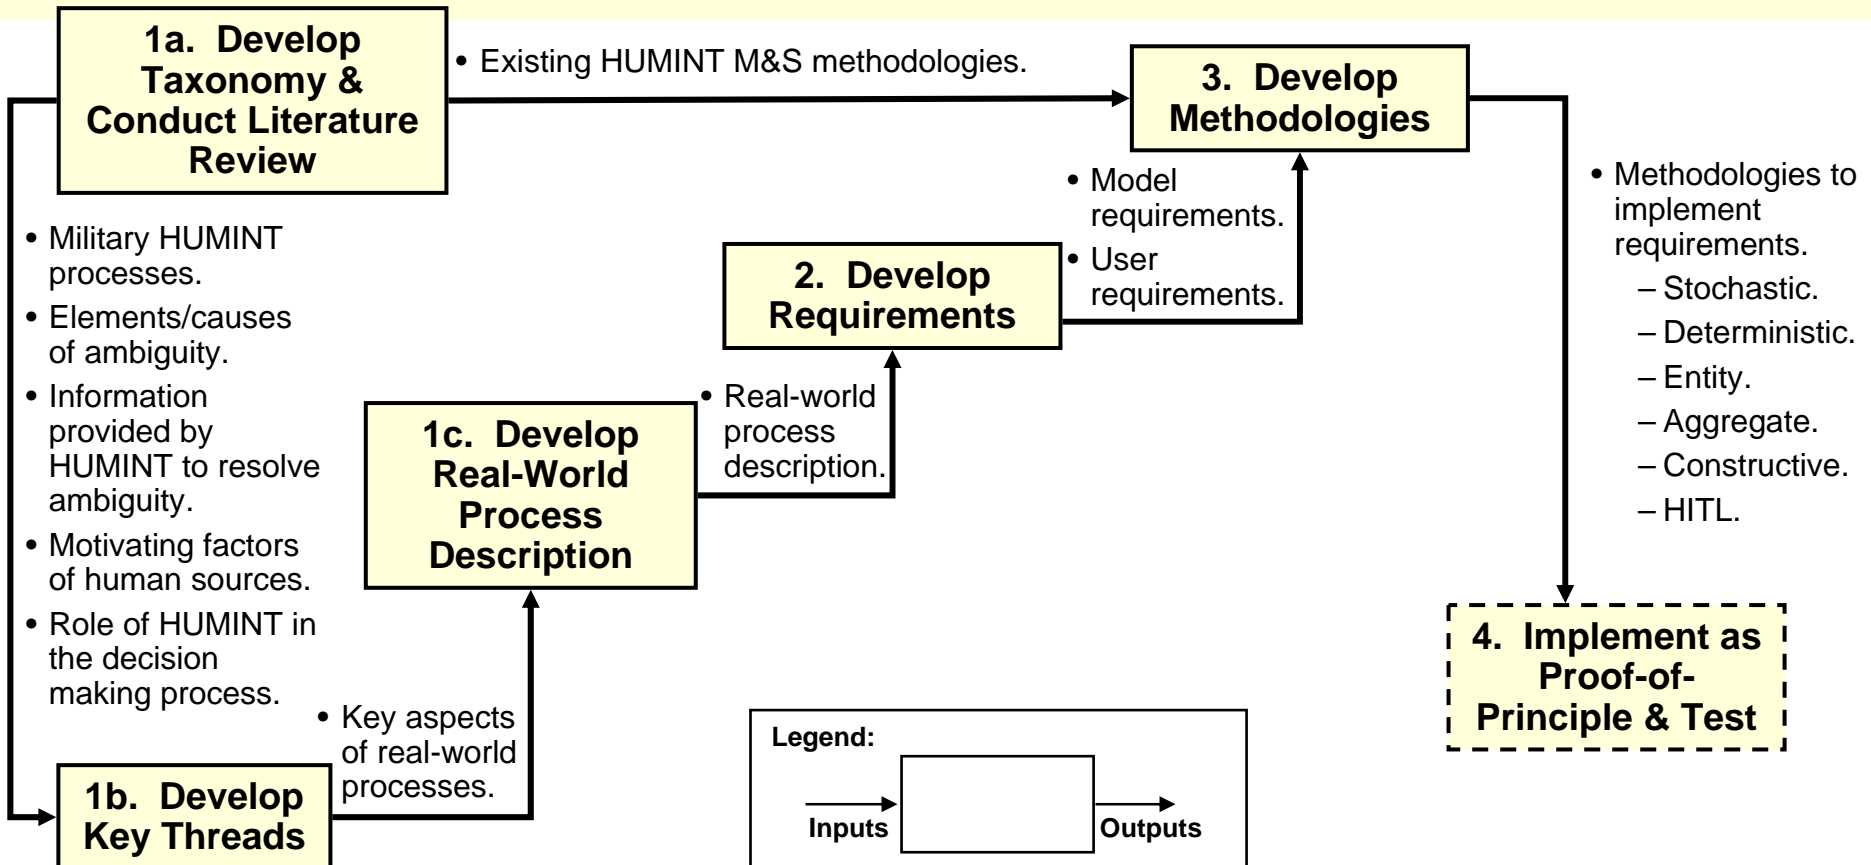 1a.  Develop
Taxonomy &
Conduct Literature
Review
• Existing HUMINT M&S methodologies.
3.  Develop
Methodologies
• Military HUMINT
processes.
• Elements/causes
of ambiguity.
• Information
provided by
HUMINT to resolve
ambiguity.
• Motivating factors
of human sources.
• Role of HUMINT in
the decision
making process.
1b.  Develop
Key Threads
• Key aspects
of real-world
processes.
1c.  Develop
Real-World
Process
Description
• Real-world
process
description.
2.  Develop
Requirements
• Model
requirements.
• User
requirements.
• Methodologies to
implement
requirements.
– Stochastic.
– Deterministic.
– Entity.
– Aggregate.
– Constructive.
– HITL.
4.  Implement as
Proof-of-
Principle & Test
Legend:
Inputs
Outputs